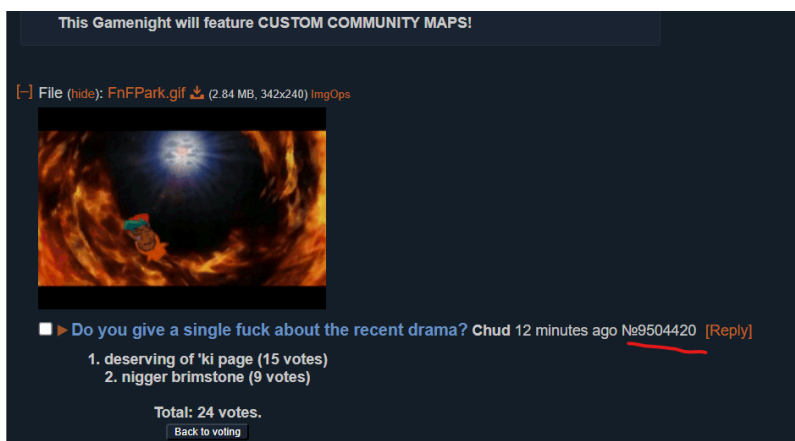 This Gamenight will feature CUSTOM COMMUNITY MAPS!
[–] File (hide): FnFPark.gif (2.84 MB, 342x240) ImgOps
Do you give a single fuck about the recent drama? Chud 12 minutes ago №9504420 [Reply]
1. deserving of 'ki page (15 votes)
2. nigger brimstone (9 votes)
Total: 24 votes.
Back to voting